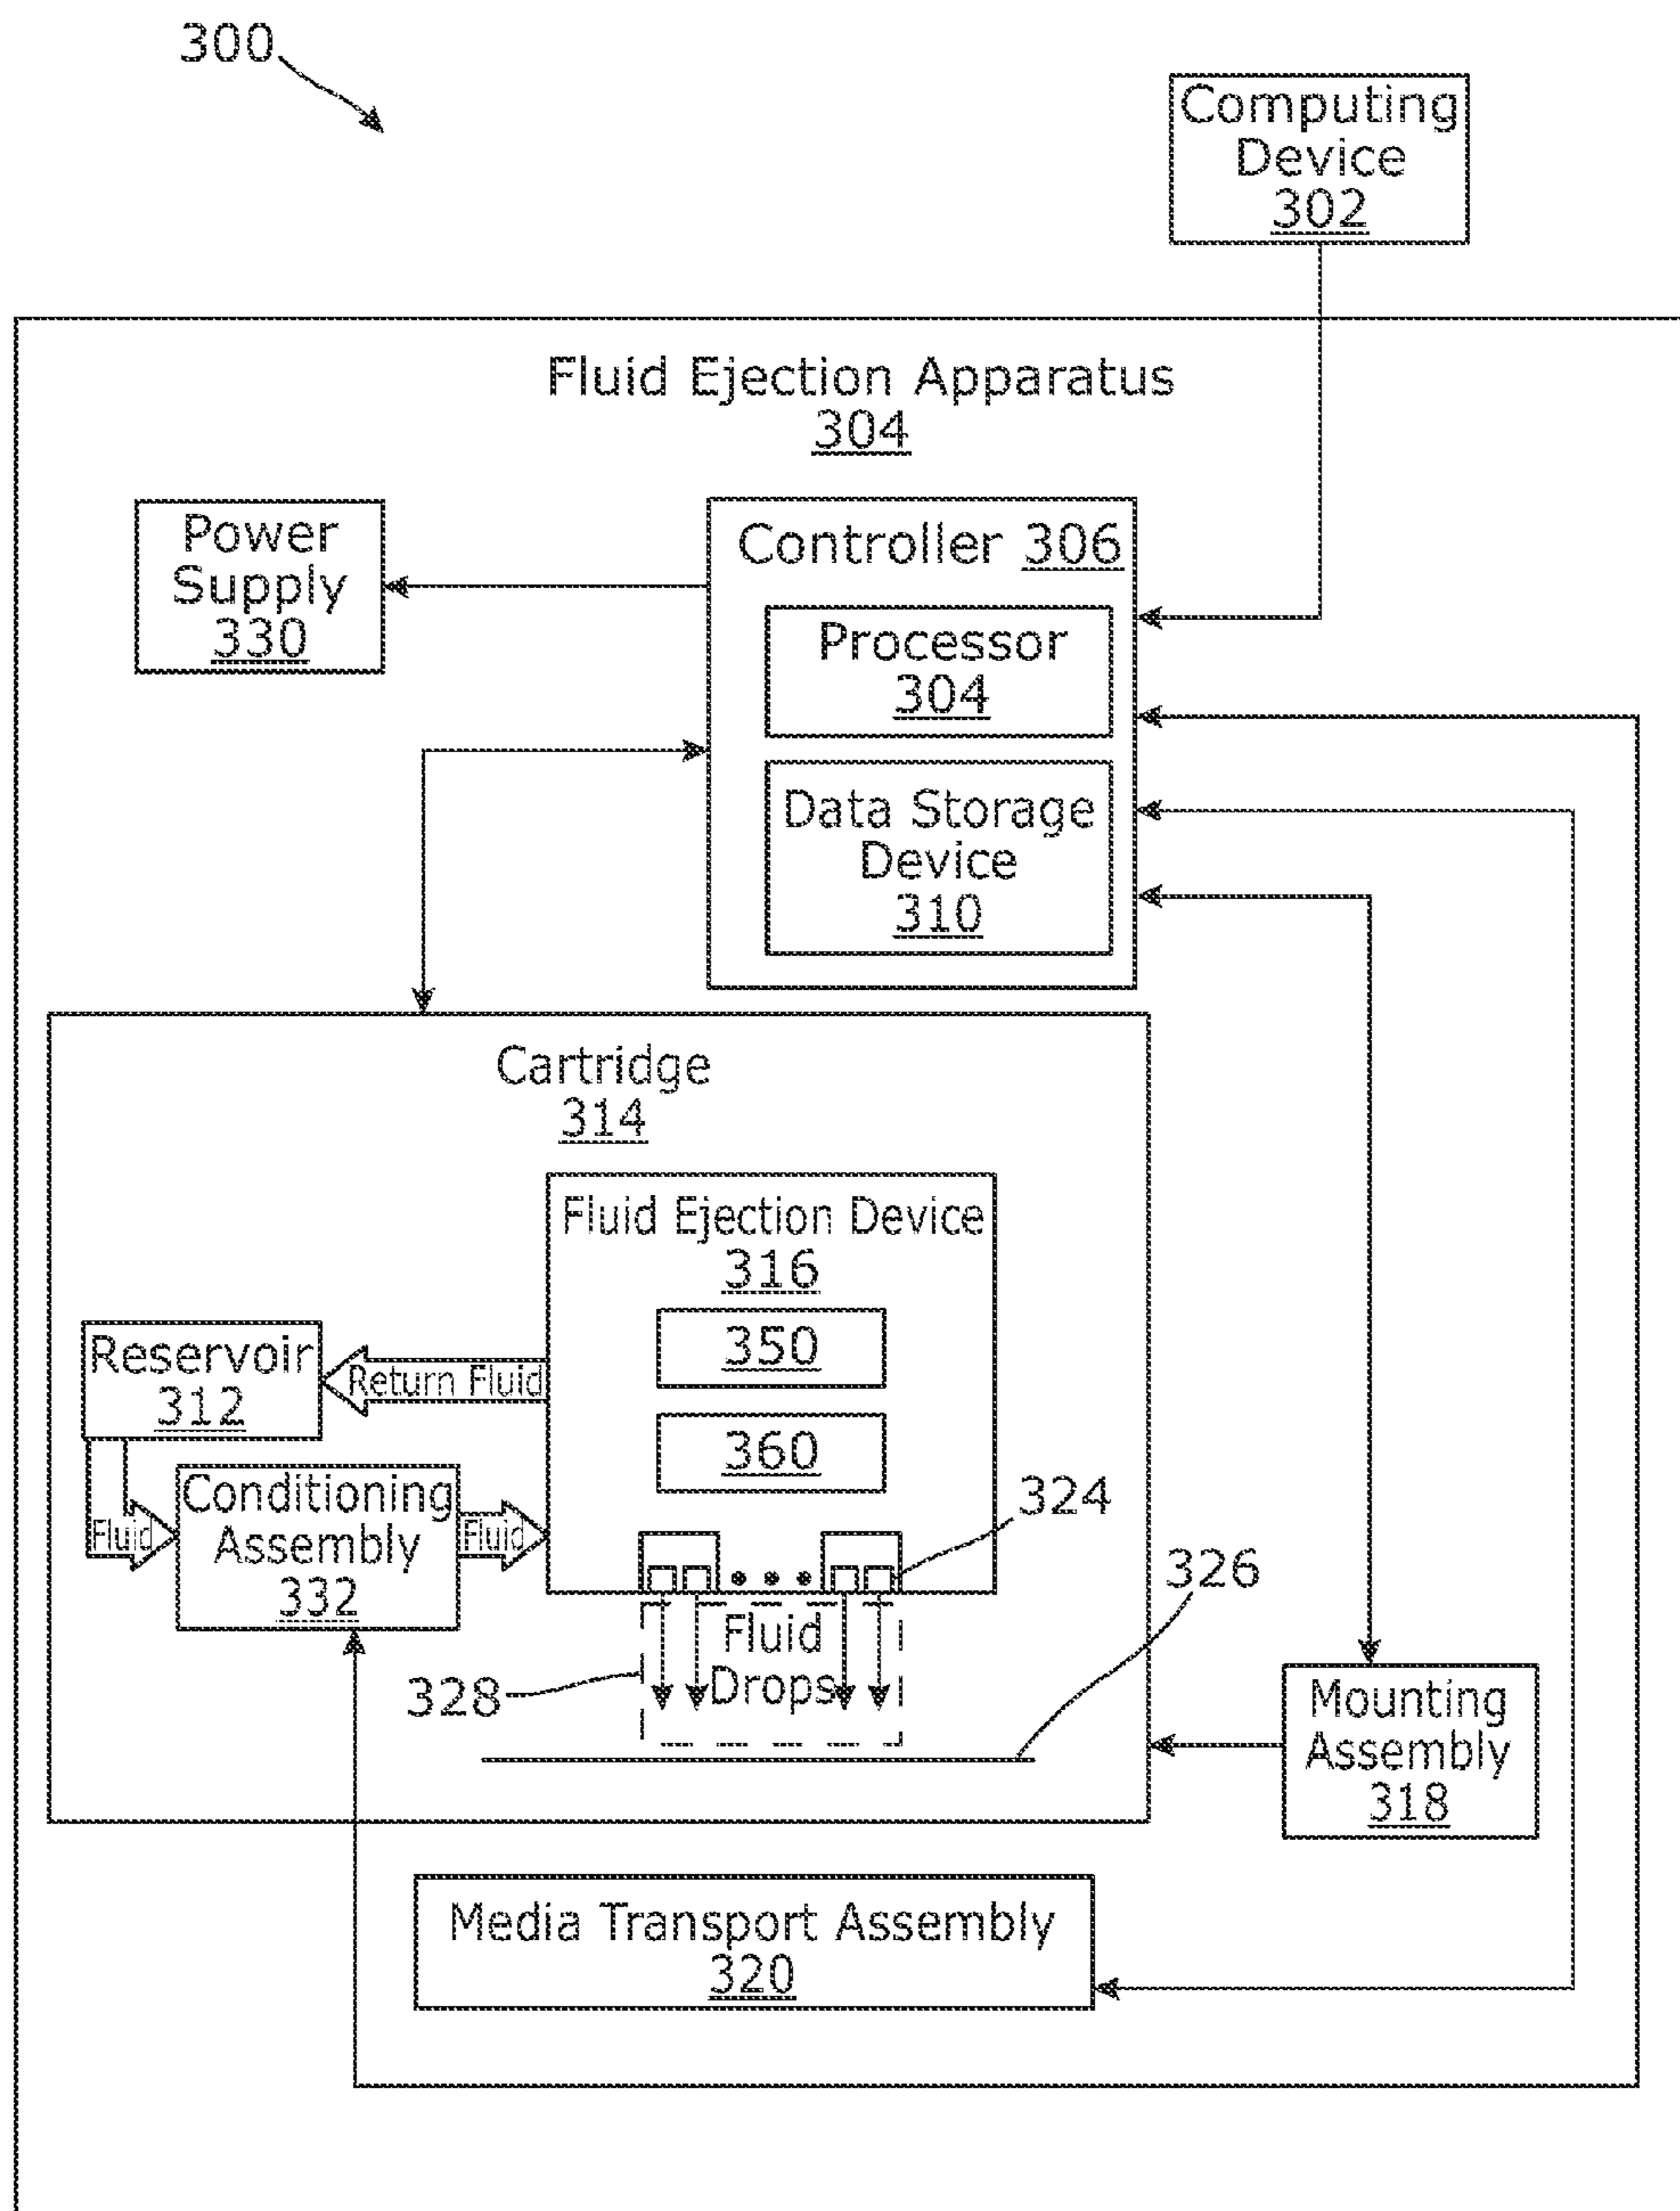 300
Computing
Device
302
Fluid Ejection Apparatus
304
Power
Supply
330
Controller 306
Processor
304
Data Storage
Device
310
Cartridge
314
Fluid Ejection Device
316
350
360
Reservoir
312
Return Fluid
Conditioning
Assembly
332
Fluid
Fluid
324
326
Fluid
Drops
328
Mounting
Assembly
318
Media Transport Assembly
320